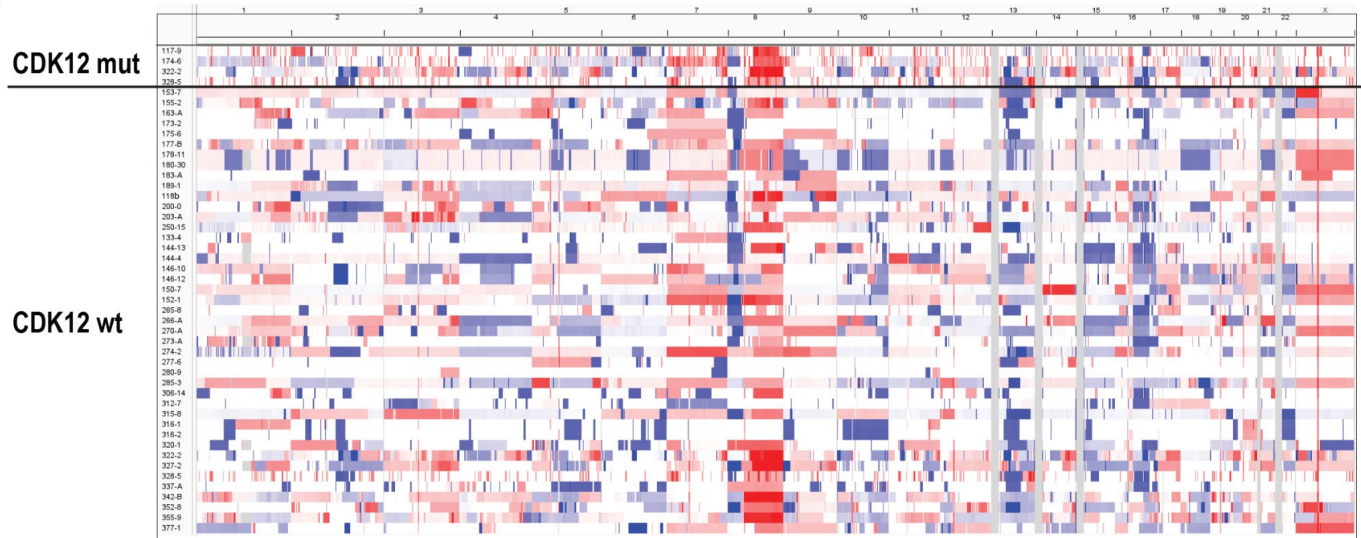 1 2 3 4 5 6 7 8 9 10 11 12 13 14 15 16 17 18 19 20 21 22 X
CDK12 mut
117-9
174-6
322-2
328-5
CDK12 wt
153-7
155-2
163-A
173-2
175-6
177-B
178-11
180-30
183-A
189-1
118b
200-0
203-A
250-15
133-4
144-13
144-4
146-10
146-12
150-7
152-1
265-8
266-A
270-A
273-A
274-2
277-6
280-9
285-3
306-14
312-7
315-8
316-1
316-2
320-1
322-2
327-2
328-5
337-A
342-B
352-8
355-9
377-1